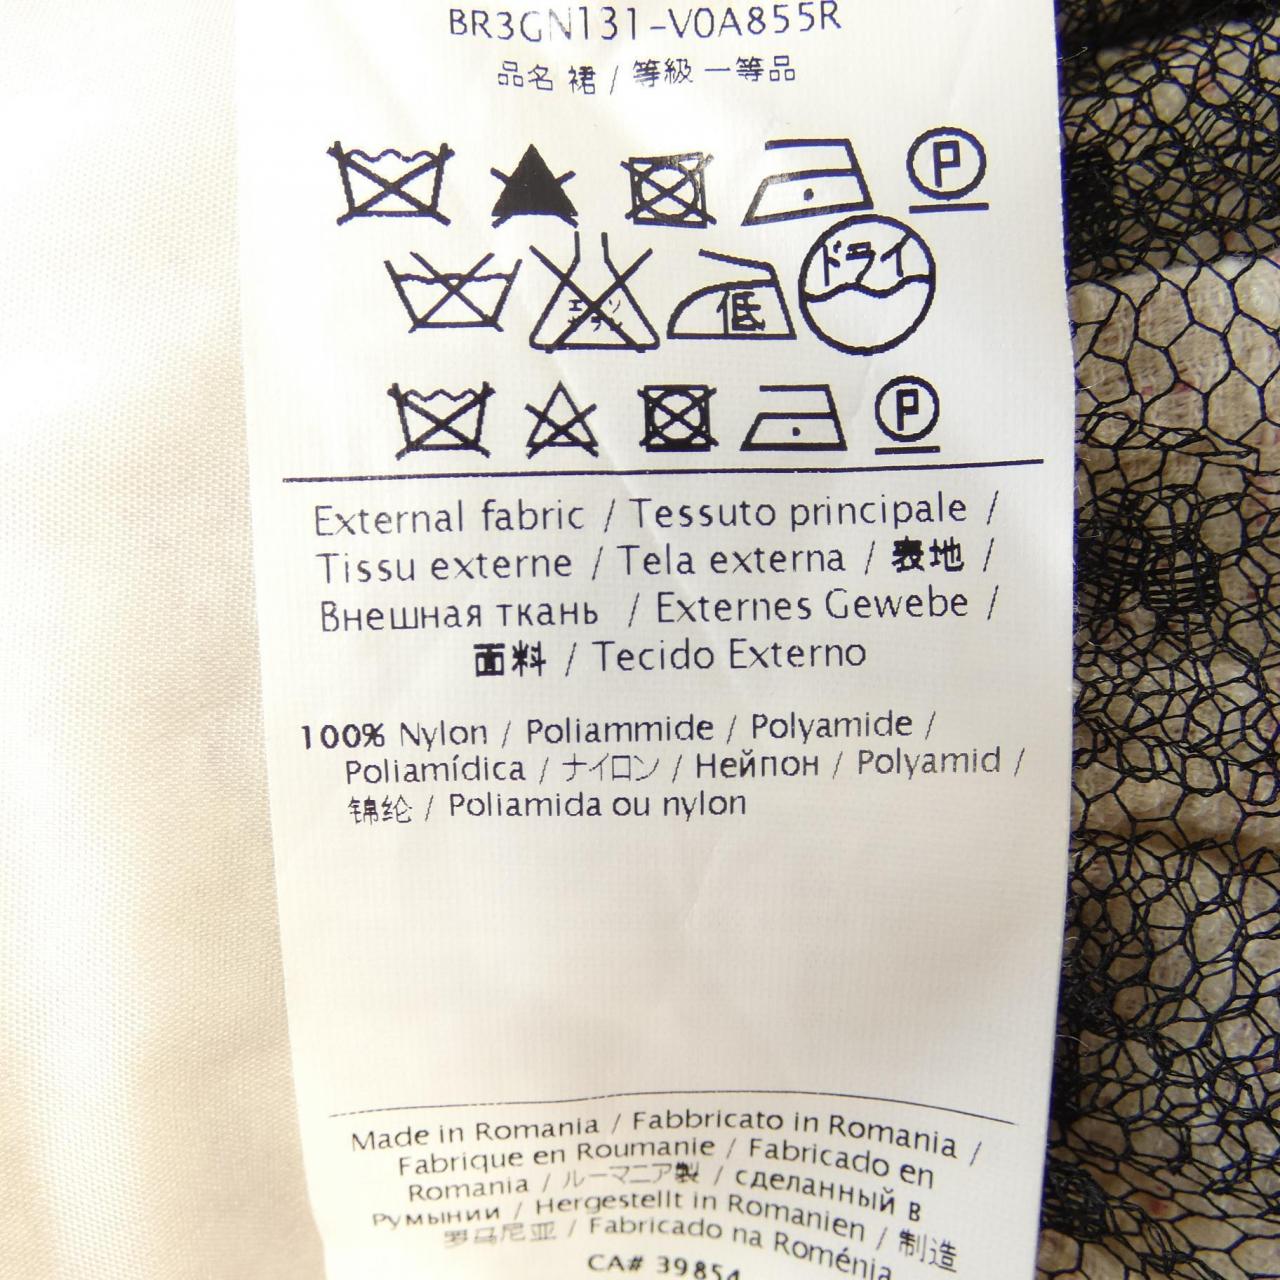 BR3GN131-V0A855R
品名 裙 / 等級 一等品
P
ドライ
低
P
External fabric / Tessuto principale /
Tissu externe / Tela externa / 表地 /
Внешная ткань / Externes Gewebe /
面料 / Tecido Externo
100% Nylon / Poliammide / Polyamide /
Poliamídica / ナイロン / Нейлон / Polyamid /
锦纶 / Poliamida ou nylon
Made in Romania / Fabbricato in Romania /
Fabrique en Roumanie / Fabricado en
Romania / ルーマニア製 / сделанный в
Румынии / Hergestellt in Romanien / 制造
罗马尼亚 / Fabricado na Roménia
CA# 39854